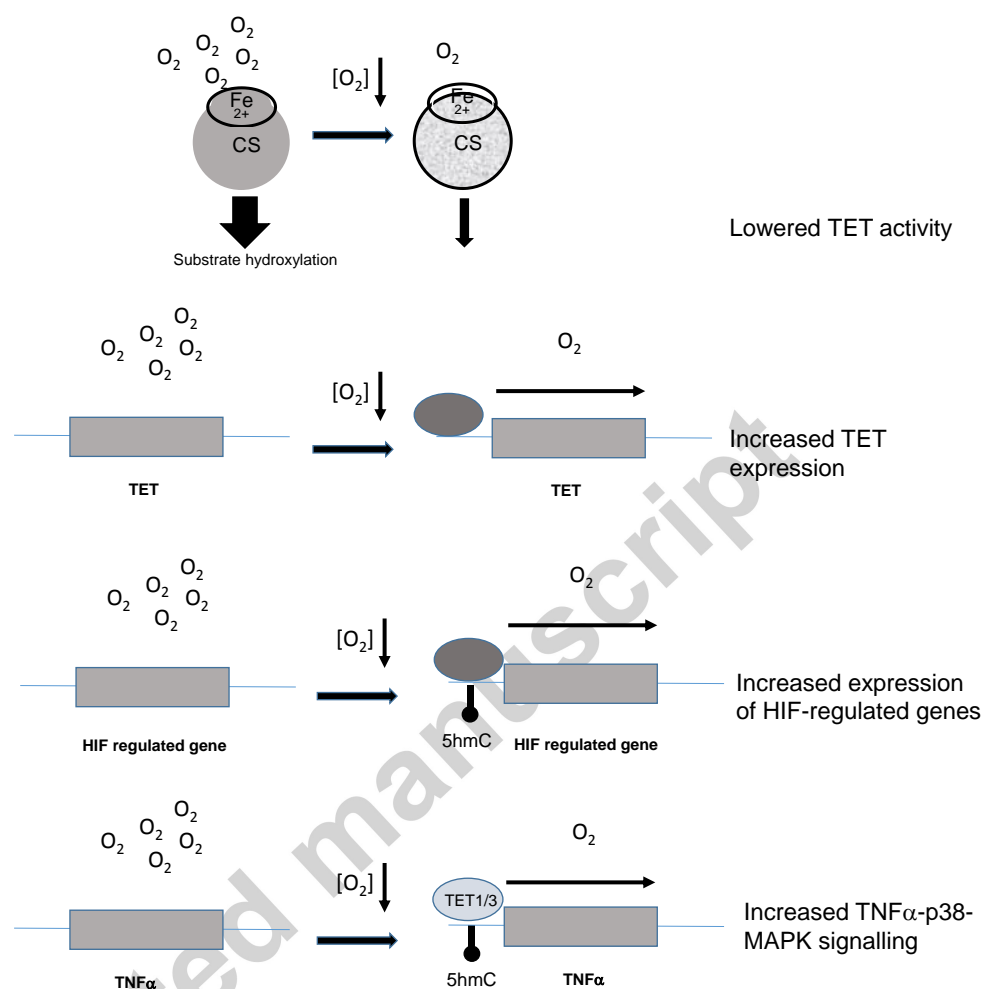 O2
O2 O2 O2
O2
O2
[O2]
Fe
2+
CS
Fe
2+
CS
Substrate hydroxylation
Lowered TET activity
O2
O2 O2 O2
O2
O2
[O2]
TET
TET
Increased TET
expression
O2
O2 O2 O2
O2
O2
[O2]
5hmC
HIF regulated gene
HIF regulated gene
Increased expression
of HIF-regulated genes
O2
O2 O2 O2
O2
O2
[O2]
TET1/3
5hmC
TNFα
TNFα
Increased TNFα-p38-
MAPK signalling
ted manuscript